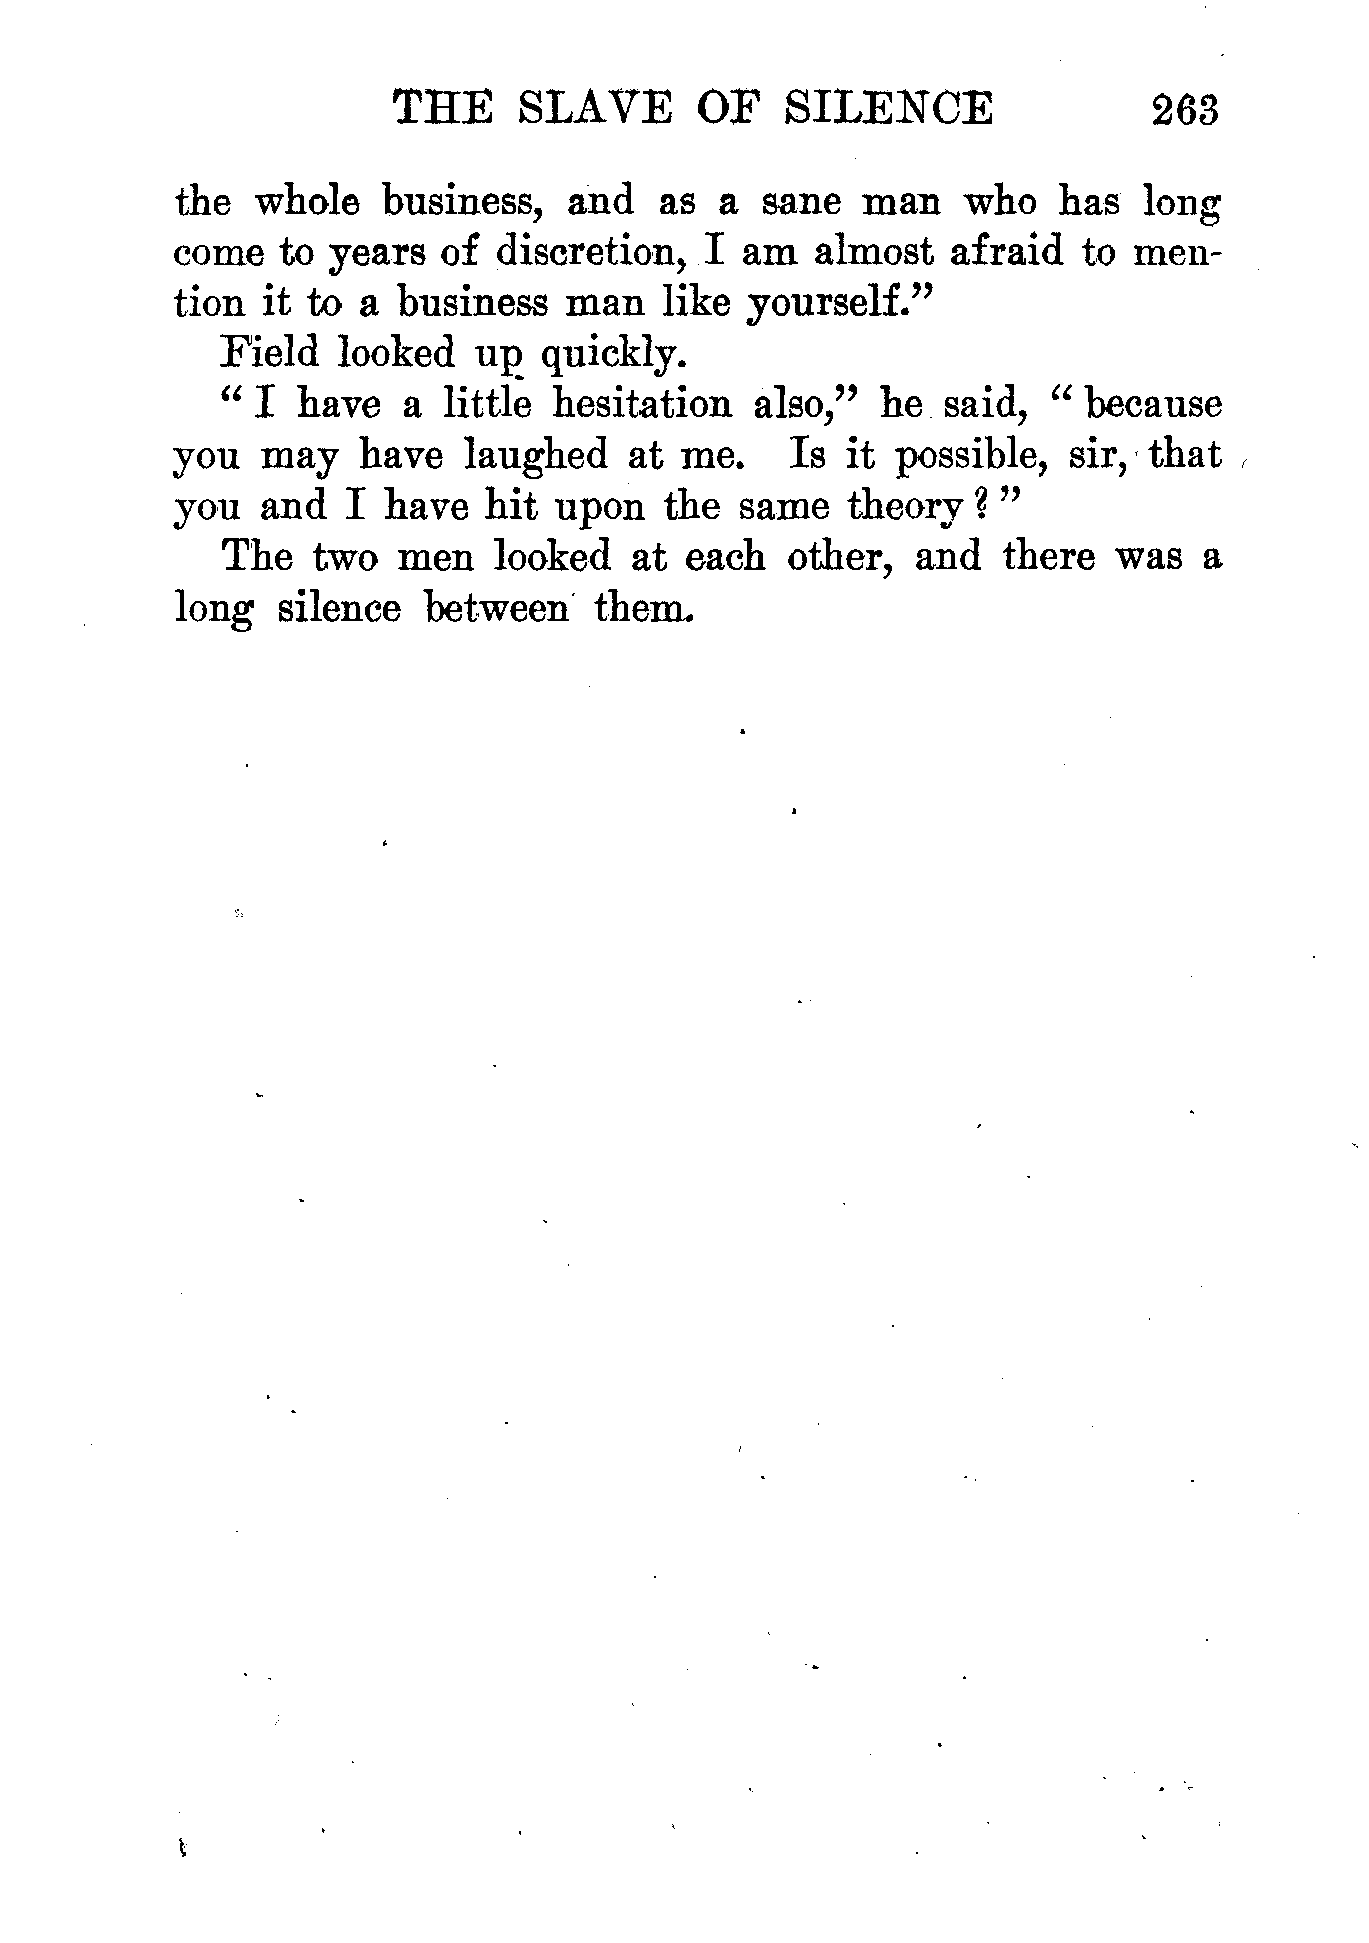 THE SLAVE OF SILENCE 263
the whole business, and as a sane man who has long
come to years of discretion, I am almost afraid to men-
tion it to a business man like yourself.”
Field looked up quickly.
“ I have a little hesitation also,” he said, “ because
you may have laughed at me. Is it possible, sir, that
you and I have hit upon the same theory ? ”
The two men looked at each other, and there was a
long silence between them.